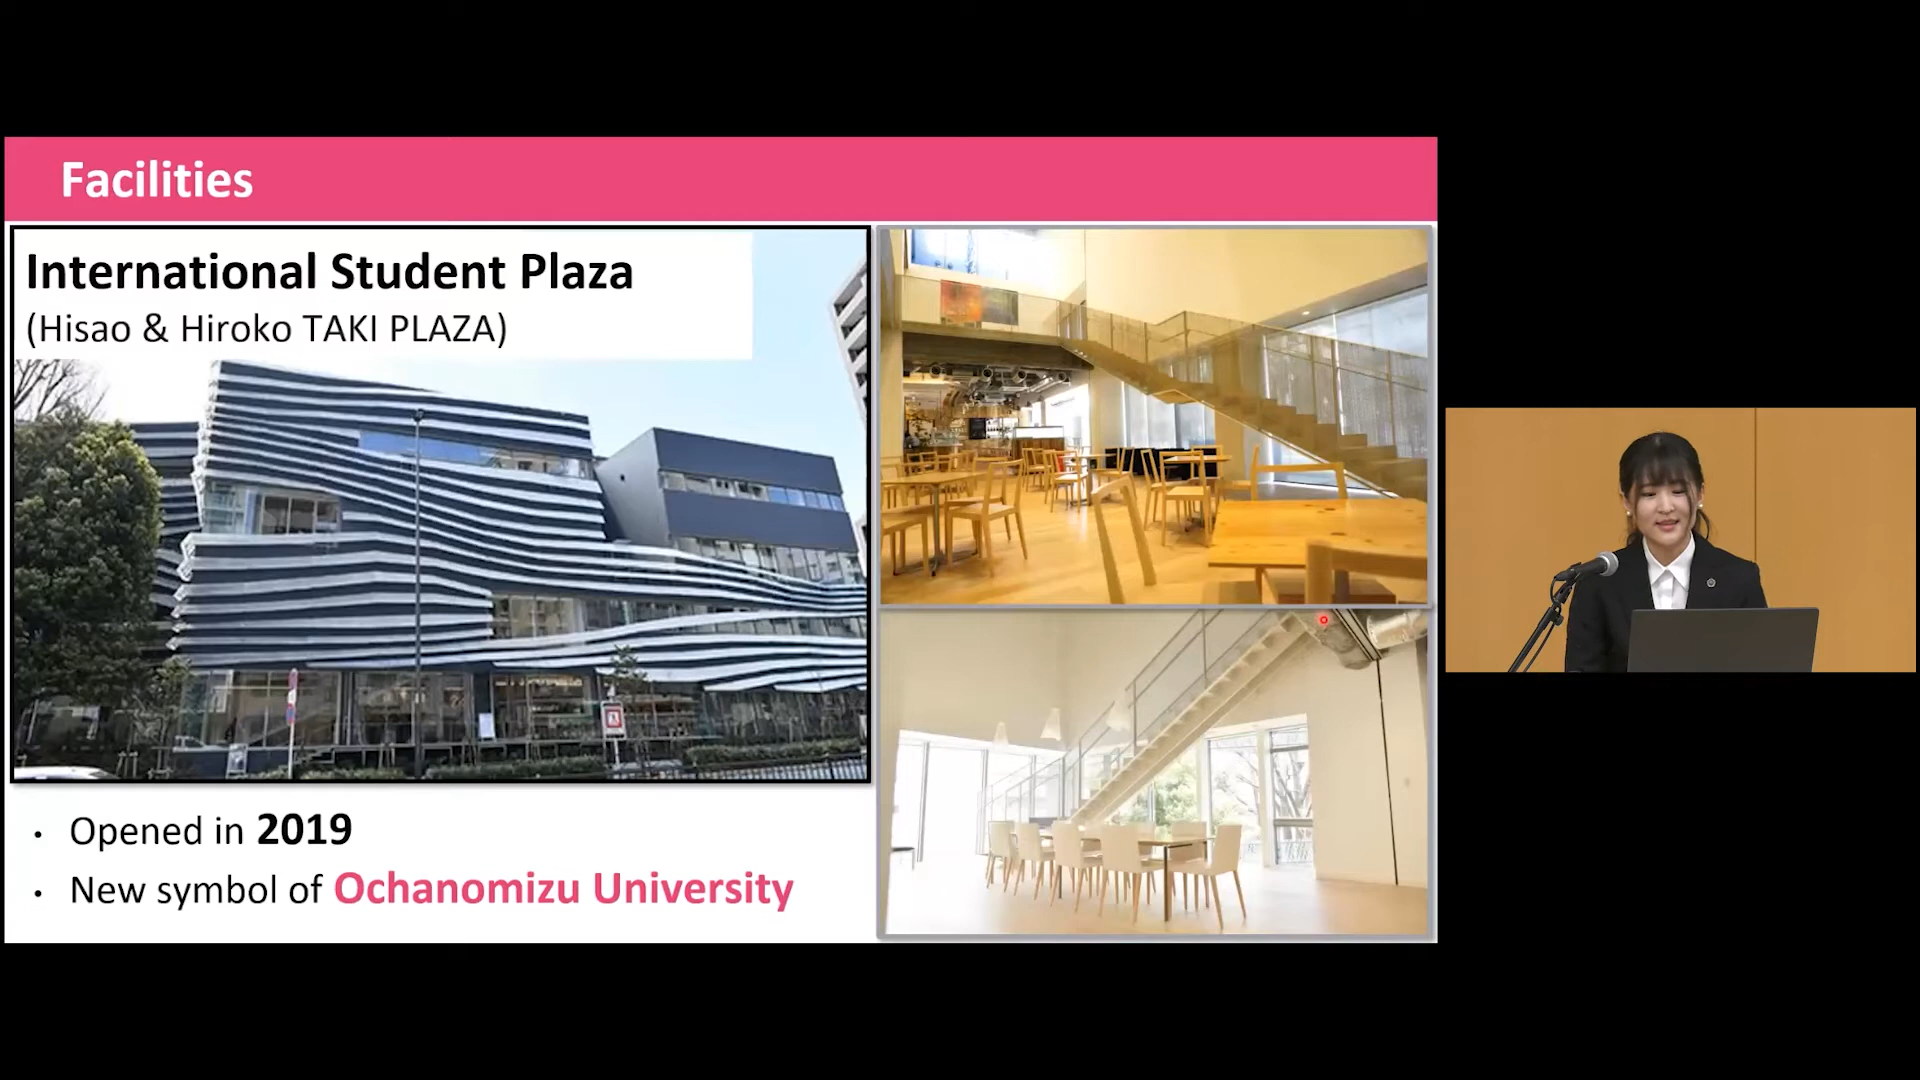 Facilities
International Student Plaza
(Hisao & Hiroko TAKI PLAZA)
• Opened in 2019
• New symbol of Ochanomizu University